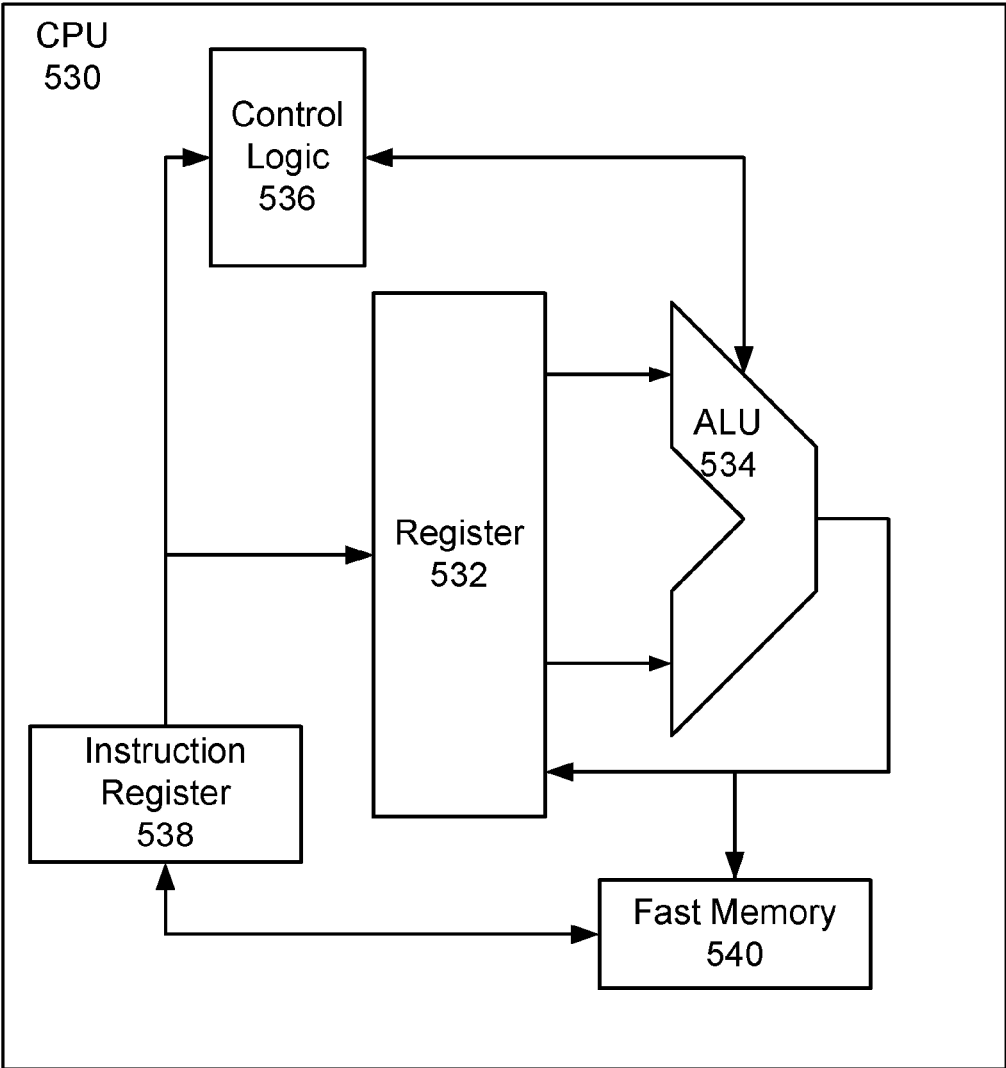 CPU
530
Control
Logic
536
ALU
534
Register
532
Instruction
Register
538
Fast Memory
540